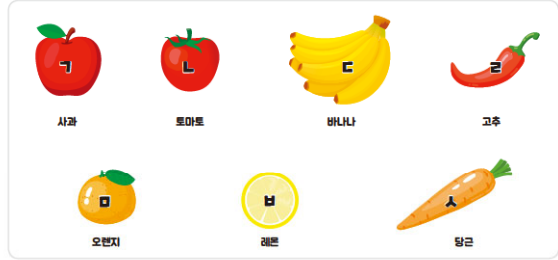 ㄱ ㄴ ㄷ ㄹ
사과 토마토 바나나 고추
ㅁ ㅂ ㅅ
오렌지 레몬 당근